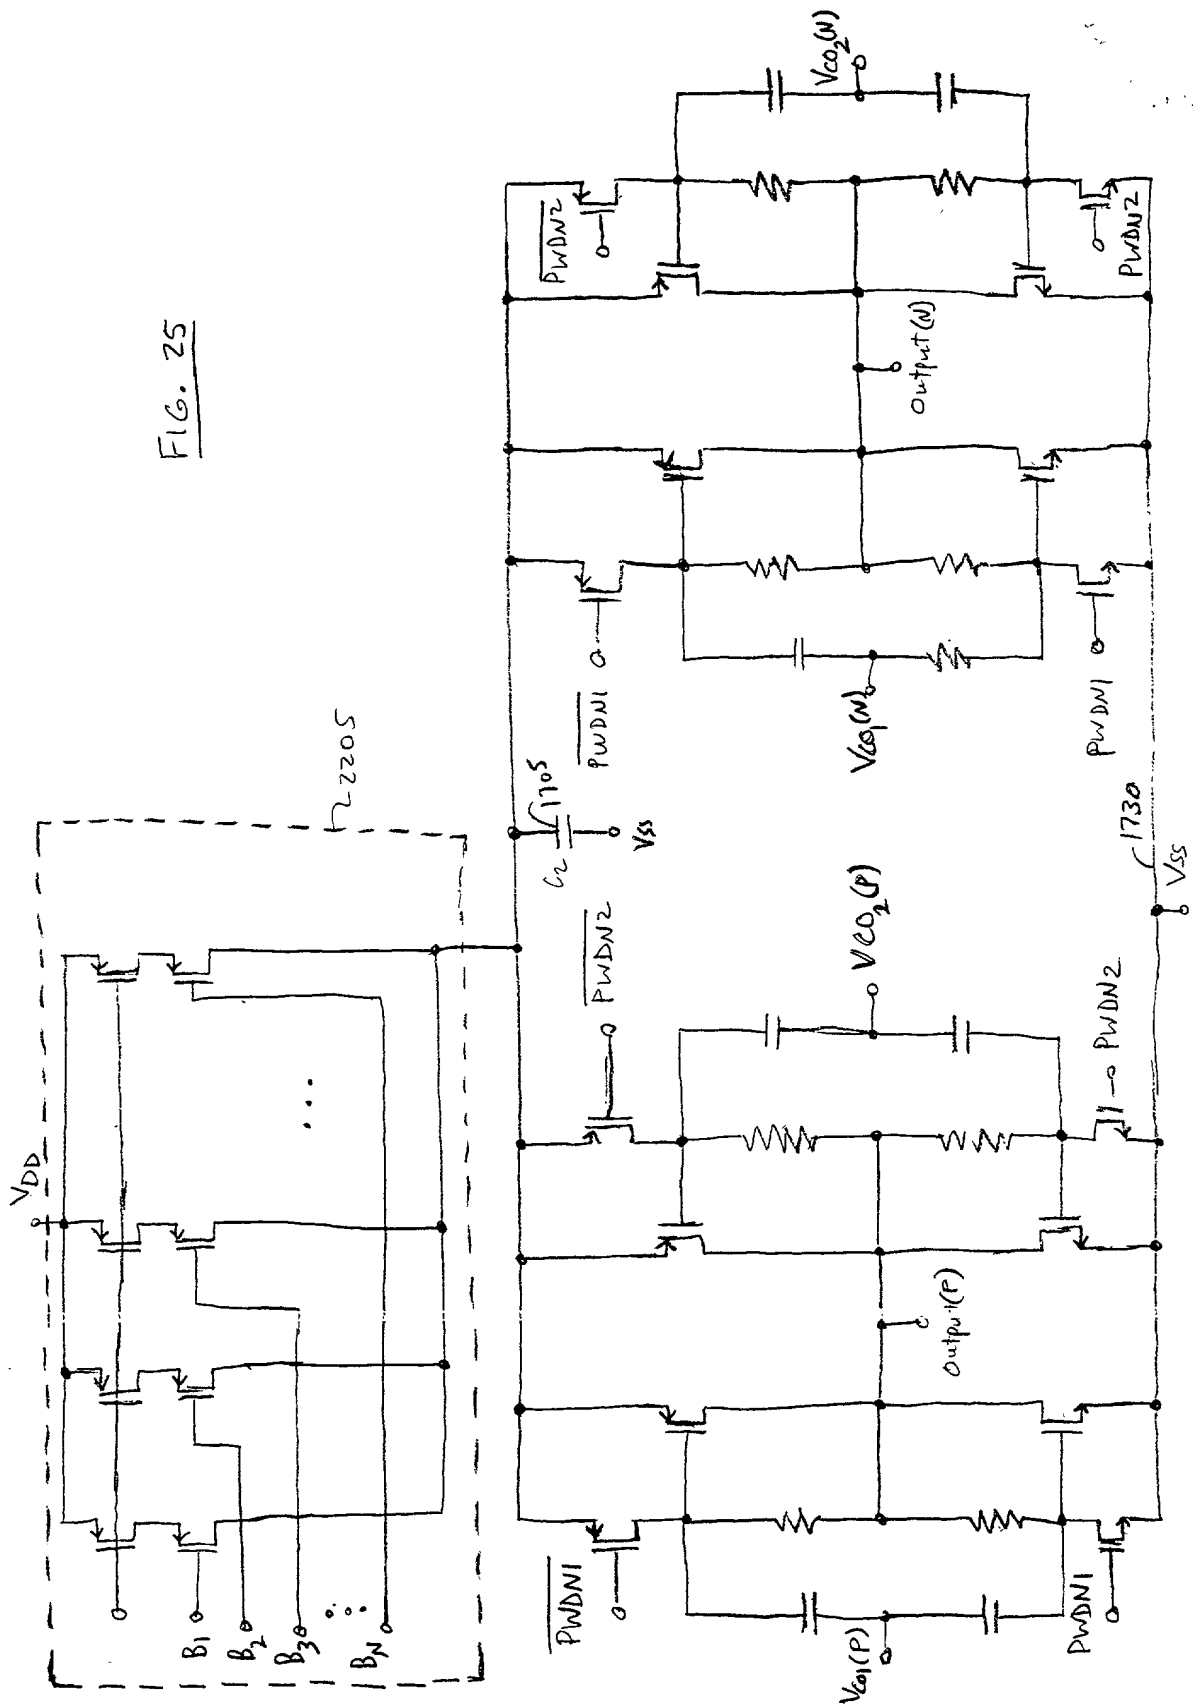 FIG. 25
VDD
2205
B1
B2
B3
BN
C2
1705
VSS
PWDN1
PWDN2
PWDN1
PWDN2
VCO1(P)
VCO2(P)
VCO1(N)
VCO2(N)
Output(P)
Output(N)
PWDN1
PWDN2
PWDN1
PWDN2
1730
VSS